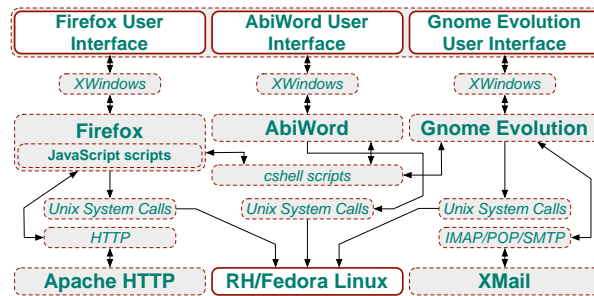 Firefox User
Interface
AbiWord User
Interface
Gnome Evolution
User Interface
XWindows
XWindows
XWindows
Firefox
JavaScript scripts
AbiWord
Gnome Evolution
cshell scripts
Unix System Calls
Unix System Calls
Unix System Calls
HTTP
IMAP/POP/SMTP
Apache HTTP
RH/Fedora Linux
XMail